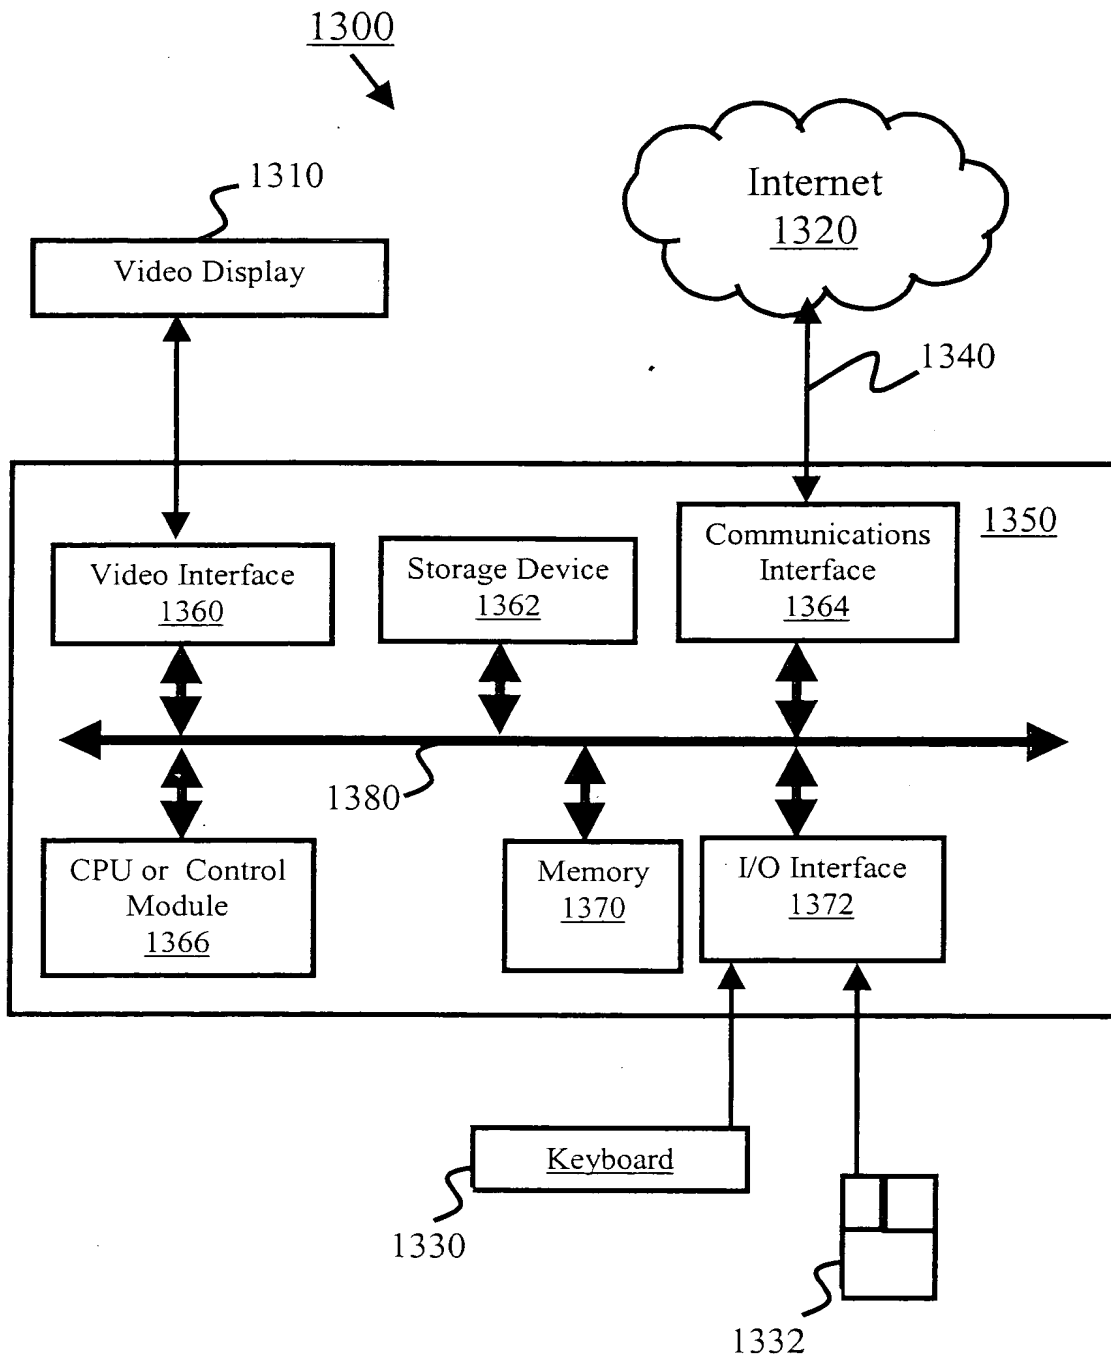 1300
1310
Video Display
Internet
1320
1340
1350
Video Interface
1360
Storage Device
1362
Communications
Interface
1364
1380
CPU or Control
Module
1366
Memory
1370
I/O Interface
1372
Keyboard
1330
1332